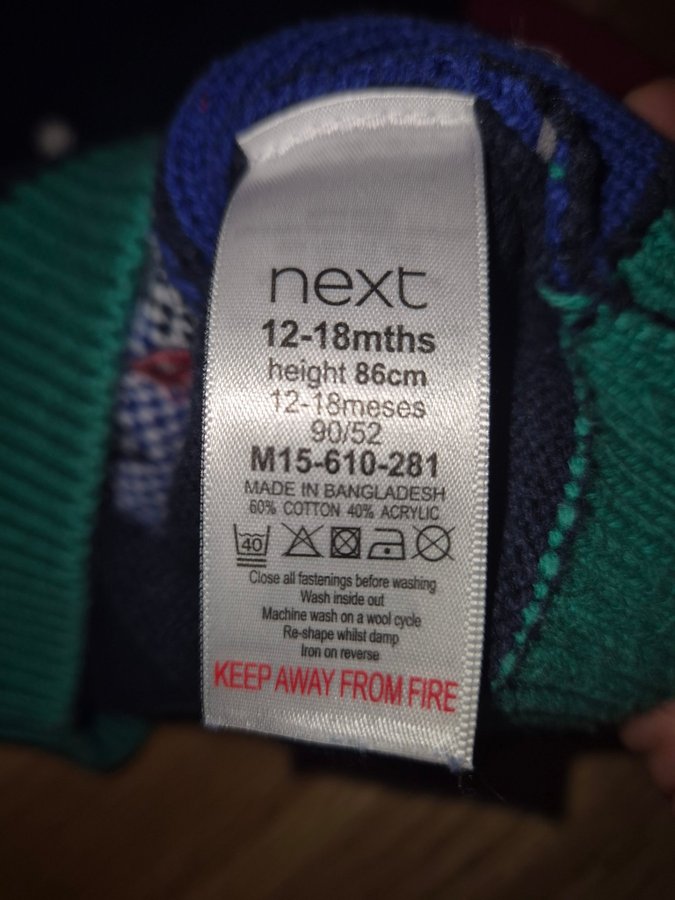 next
12-18mths
height 86cm
12-18meses
90/52
M15-610-281
MADE IN BANGLADESH
60% COTTON 40% ACRYLIC
40
Close all fastenings before washing
Wash inside out
Machine wash on a wool cycle
Re-shape whilst damp
Iron on reverse
KEEP AWAY FROM FIRE